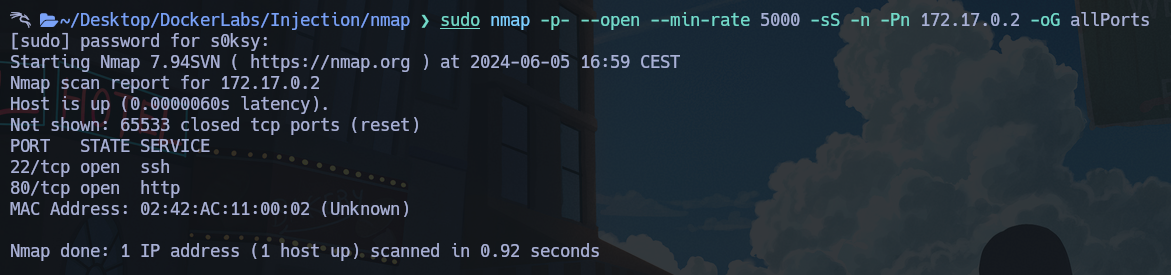 ~/Desktop/DockerLabs/Injection/nmap ❯ sudo nmap -p- --open --min-rate 5000 -sS -n -Pn 172.17.0.2 -oG allPorts
[sudo] password for s0ksy:
Starting Nmap 7.94SVN ( https://nmap.org ) at 2024-06-05 16:59 CEST
Nmap scan report for 172.17.0.2
Host is up (0.0000060s latency).
Not shown: 65533 closed tcp ports (reset)
PORT   STATE SERVICE
22/tcp open  ssh
80/tcp open  http
MAC Address: 02:42:AC:11:00:02 (Unknown)

Nmap done: 1 IP address (1 host up) scanned in 0.92 seconds